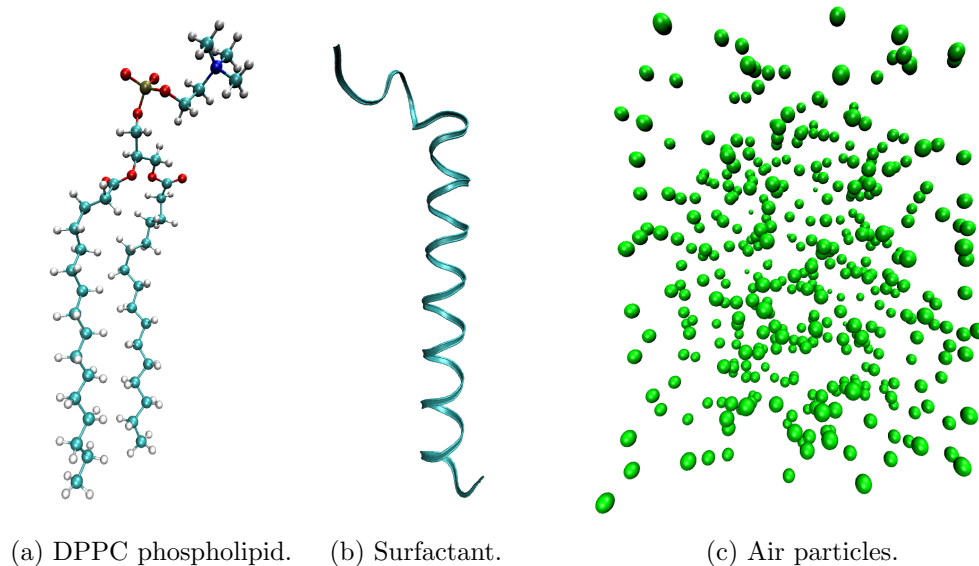 (a) DPPC phospholipid.
(b) Surfactant.
(c) Air particles.